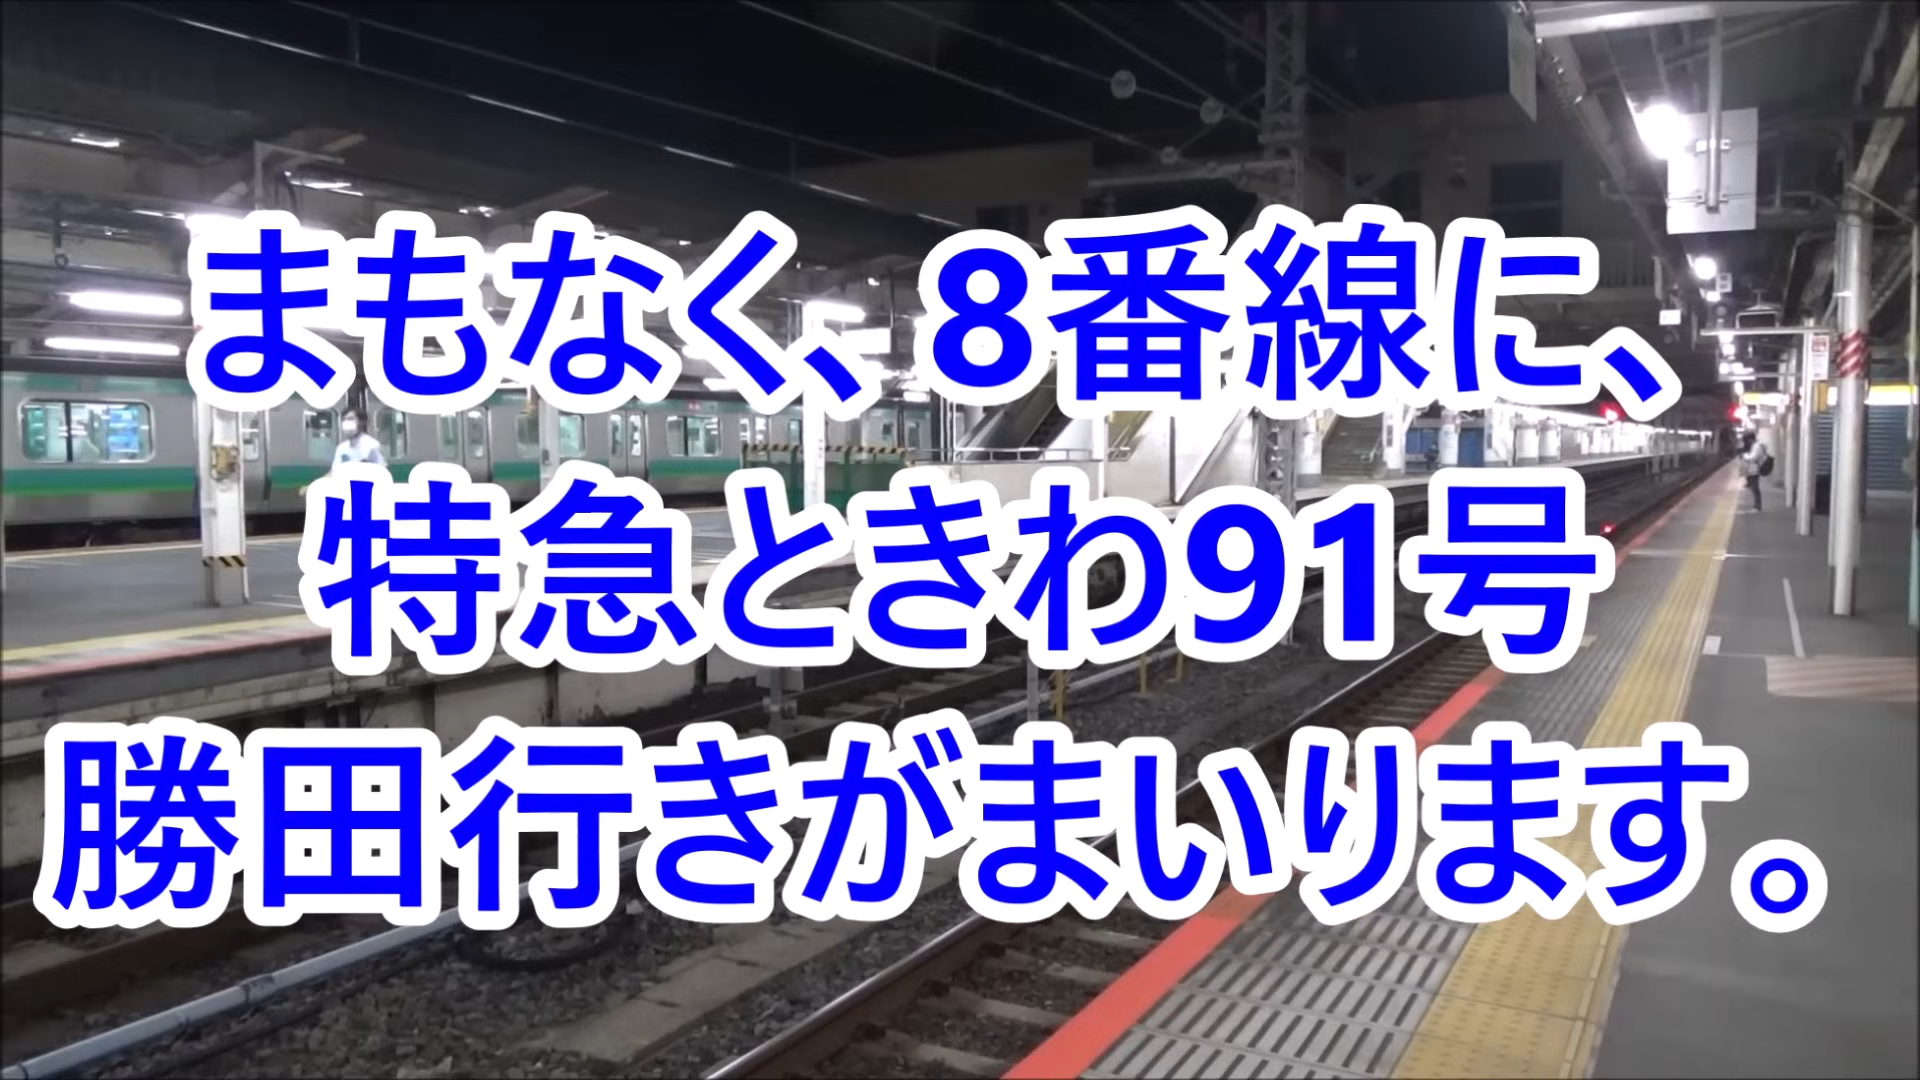 まもなく、8番線に、
特急ときわ91号
勝田行きがまいります。